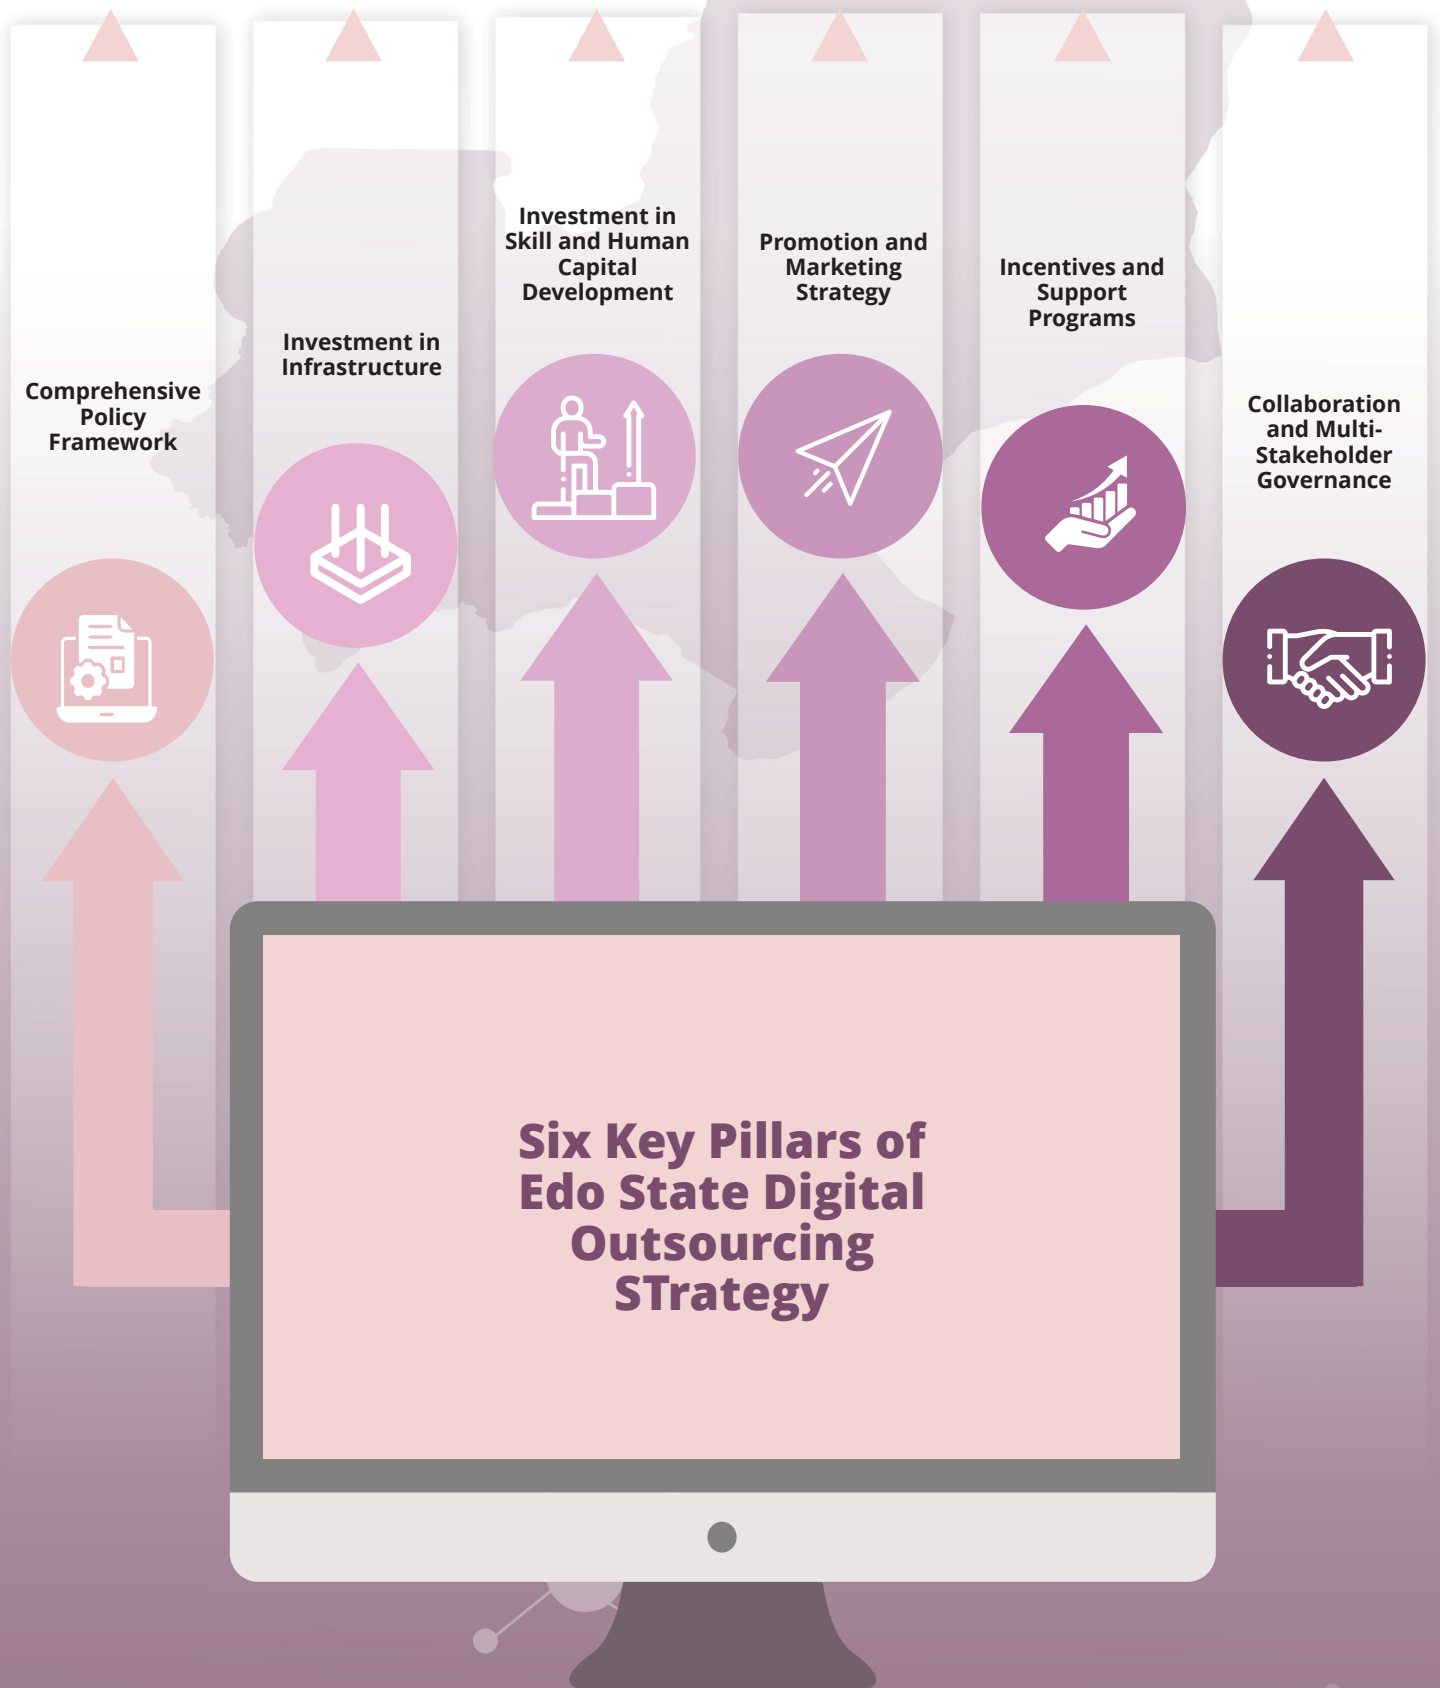 Comprehensive
Policy
Framework
Investment in
Infrastructure
Investment in
Skill and Human
Capital
Development
Promotion and
Marketing
Strategy
Incentives and
Support
Programs
Collaboration
and Multi-
Stakeholder
Governance
Six Key Pillars of
Edo State Digital
Outsourcing
STrategy